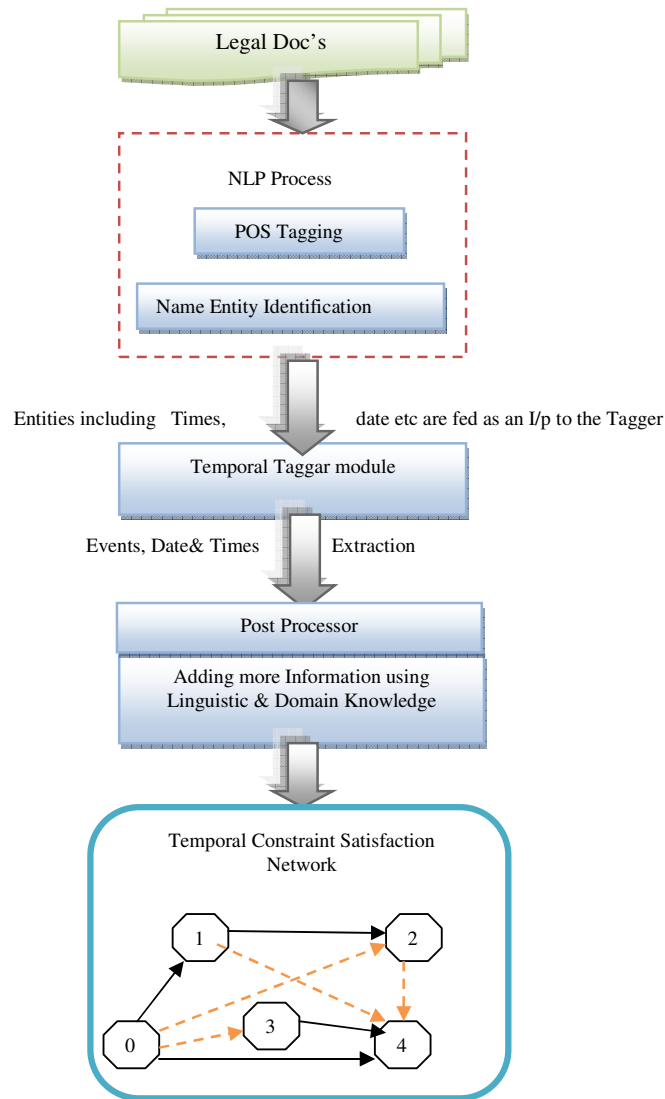 Legal Doc's
NLP Process
POS Tagging
Name Entity Identification
Entities including Times, date etc are fed as an I/p to the Tagger
Temporal Taggar module
Events, Date& Times Extraction
Post Processor
Adding more Information using
Linguistic & Domain Knowledge
Temporal Constraint Satisfaction
Network
1 2
3
0 4